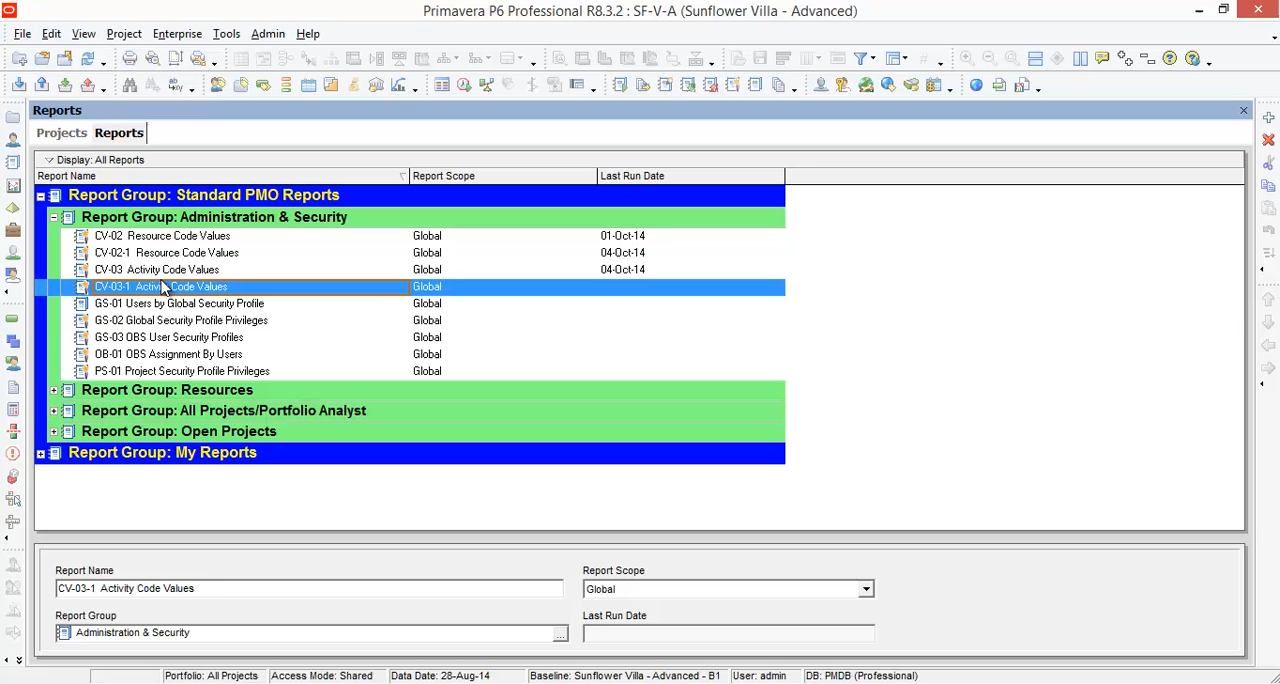 Primavera P6 Professional R8.3.2 : SF-V-A (Sunflower Villa - Advanced)
File Edit View Project Enterprise Tools Admin Help
Reports
Projects Reports
Display: All Reports
Report Name Report Scope Last Run Date
Report Group: Standard PMO Reports
Report Group: Administration & Security
CV-02 Resource Code Values Global 01-Oct-14
CV-02-1 Resource Code Values Global 04-Oct-14
CV-03 Activity Code Values Global 04-Oct-14
CV-03-1 Activity Code Values Global
GS-01 Users by Global Security Profile Global
GS-02 Global Security Profile Privileges Global
GS-03 OBS User Security Profiles Global
OB-01 OBS Assignment By Users Global
PS-01 Project Security Profile Privileges Global
Report Group: Resources
Report Group: All Projects/Portfolio Analyst
Report Group: Open Projects
Report Group: My Reports
Report Name Report Scope
CV-03-1 Activity Code Values Global
Report Group Last Run Date
Administration & Security ...
Portfolio: All Projects Access Mode: Shared Data Date: 28-Aug-14 Baseline: Sunflower Villa - Advanced - B1 User: admin DB: PMDB (Professional)